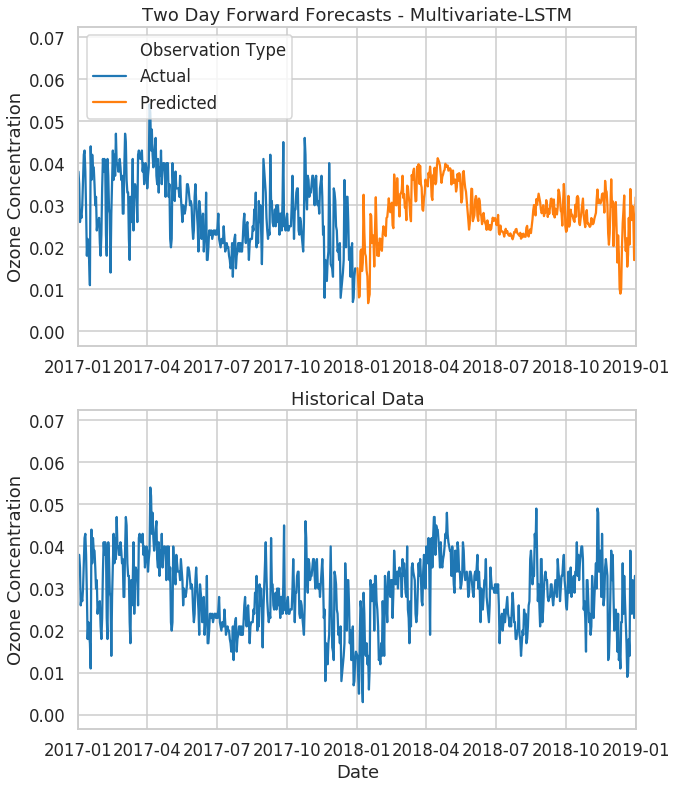 Two Day Forward Forecasts - Multivariate-LSTM
Ozone Concentration
0.07
0.06
0.05
0.04
0.03
0.02
0.01
0.00
Observation Type
Actual
Predicted
2017-01 2017-04 2017-07 2017-10 2018-01 2018-04 2018-07 2018-10 2019-01
Historical Data
Ozone Concentration
0.07
0.06
0.05
0.04
0.03
0.02
0.01
0.00
2017-01 2017-04 2017-07 2017-10 2018-01 2018-04 2018-07 2018-10 2019-01
Date